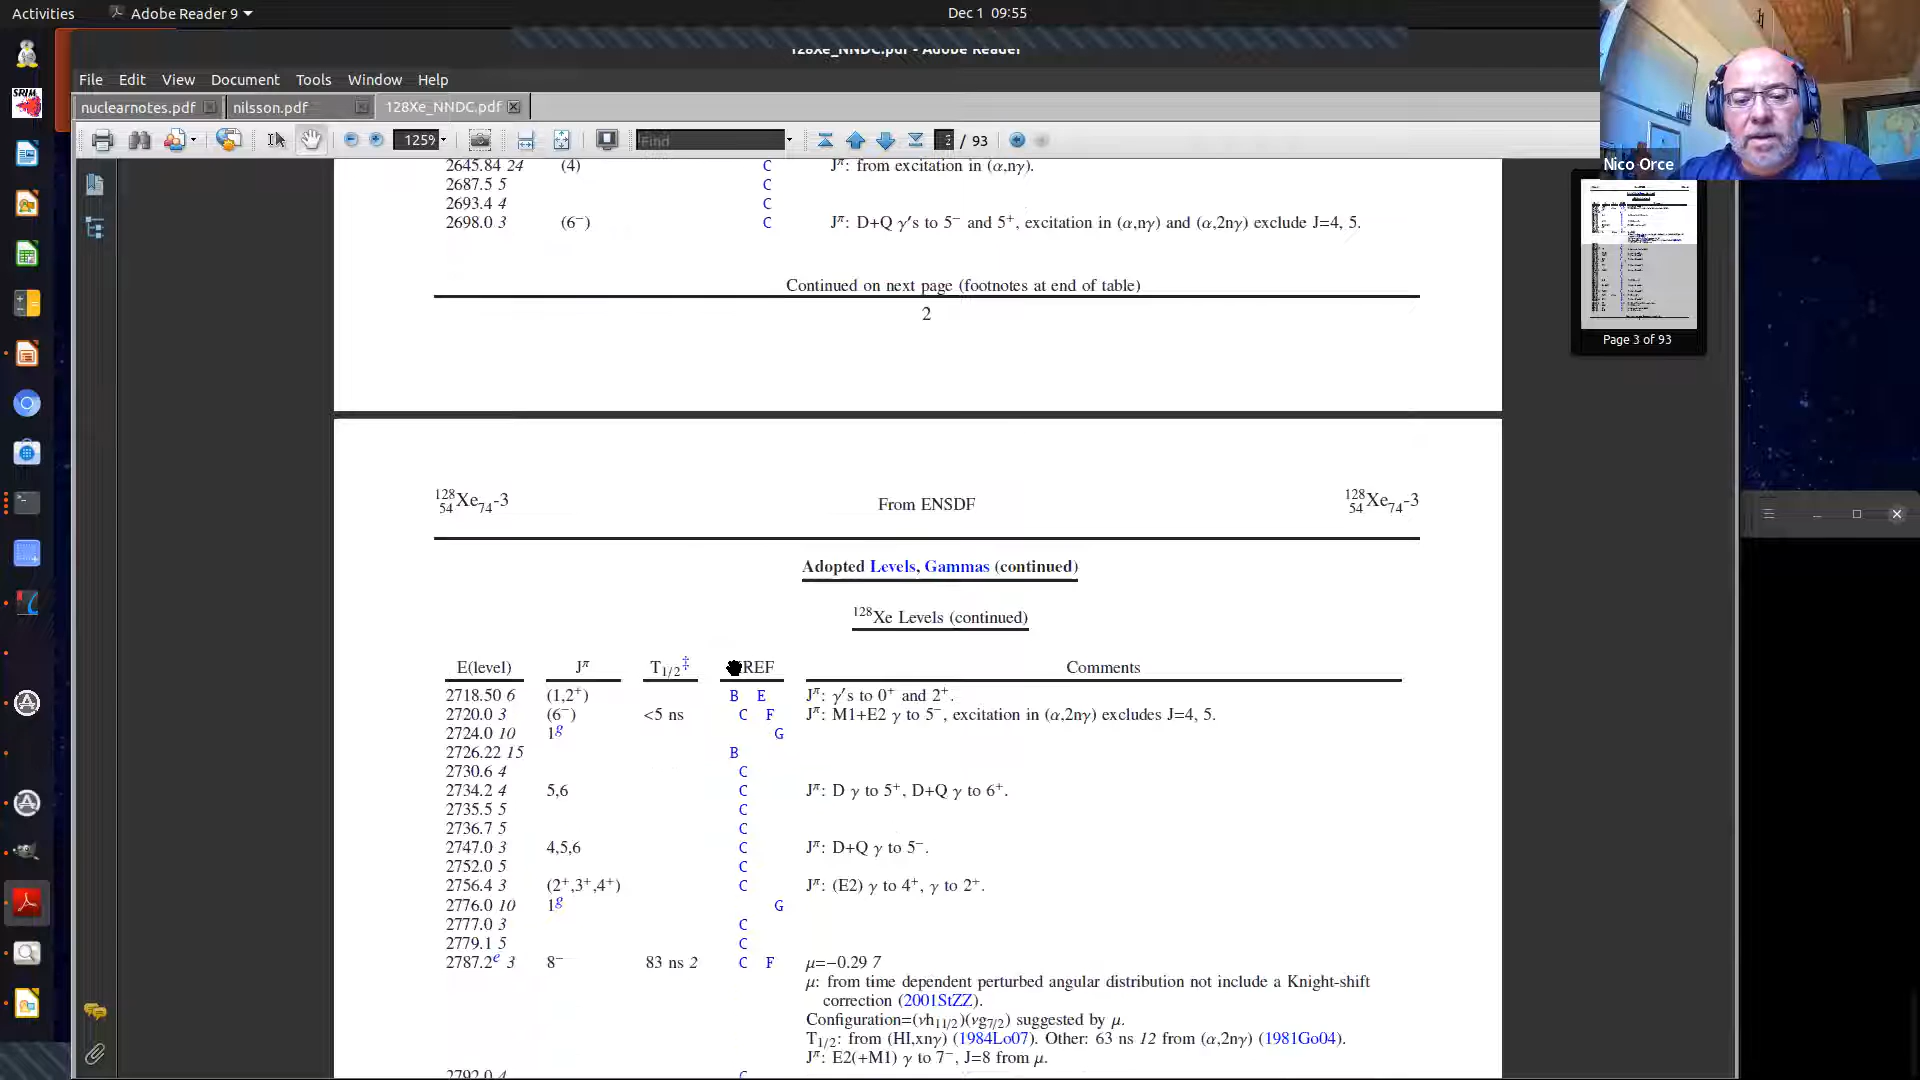 Activities
Adobe Reader 9
Dec 1 09:55
128Xe_NNDC.pdf - Adobe Reader
File Edit View Document Tools Window Help
nuclearnotes.pdf
nilsson.pdf
128Xe_NNDC.pdf
125%
Find
/ 93
SRIM
Nico Orce
Page 3 of 93
2645.84 24 (4) C Jπ: from excitation in (α,nγ).
2687.5 5 C
2693.4 4 C
2698.0 3 (6−) C Jπ: D+Q γ's to 5− and 5+, excitation in (α,nγ) and (α,2nγ) exclude J=4, 5.
Continued on next page (footnotes at end of table)
2
128 54Xe74-3 From ENSDF 128 54Xe74-3
Adopted Levels, Gammas (continued)
128Xe Levels (continued)
E(level) Jπ T1/2‡ REF Comments
2718.50 6 (1,2+) B E Jπ: γ's to 0+ and 2+.
2720.0 3 (6−) <5 ns C F Jπ: M1+E2 γ to 5−, excitation in (α,2nγ) excludes J=4, 5.
2724.0 10 1g G
2726.22 15 B
2730.6 4 C
2734.2 4 5,6 C Jπ: D γ to 5+, D+Q γ to 6+.
2735.5 5 C
2736.7 5 C
2747.0 3 4,5,6 C Jπ: D+Q γ to 5−.
2752.0 5 C
2756.4 3 (2+,3+,4+) C Jπ: (E2) γ to 4+, γ to 2+.
2776.0 10 1g G
2777.0 3 C
2779.1 5 C
2787.2e 3 8− 83 ns 2 C F μ=−0.29 7
μ: from time dependent perturbed angular distribution not include a Knight-shift
correction (2001StZZ).
Configuration=(νh11/2)(νg7/2) suggested by μ.
T1/2: from (HI,xnγ) (1984Lo07). Other: 63 ns 12 from (α,2nγ) (1981Go04).
Jπ: E2(+M1) γ to 7−, J=8 from μ.
2792.0 4 C